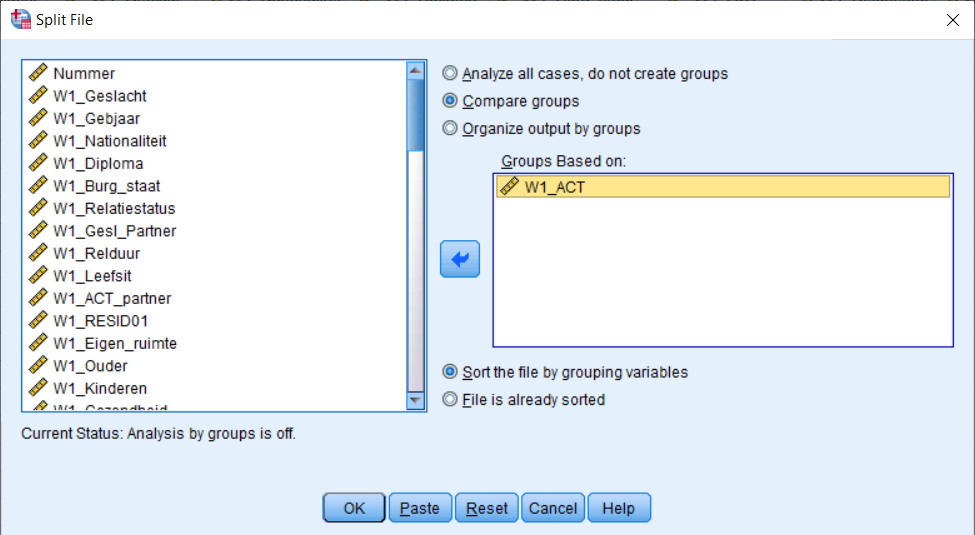 Split File
Nummer
W1_Geslacht
W1_Gebjaar
W1_Nationaliteit
W1_Diploma
W1_Burg_staat
W1_Relatiestatus
W1_Gesl_Partner
W1_Relduur
W1_Leefsit
W1_ACT_partner
W1_RESID01
W1_Eigen_ruimte
W1_Ouder
W1_Kinderen
W1_Gezondheid
Analyze all cases, do not create groups
Compare groups
Organize output by groups
Groups Based on:
W1_ACT
Sort the file by grouping variables
File is already sorted
Current Status: Analysis by groups is off.
OK Paste Reset Cancel Help